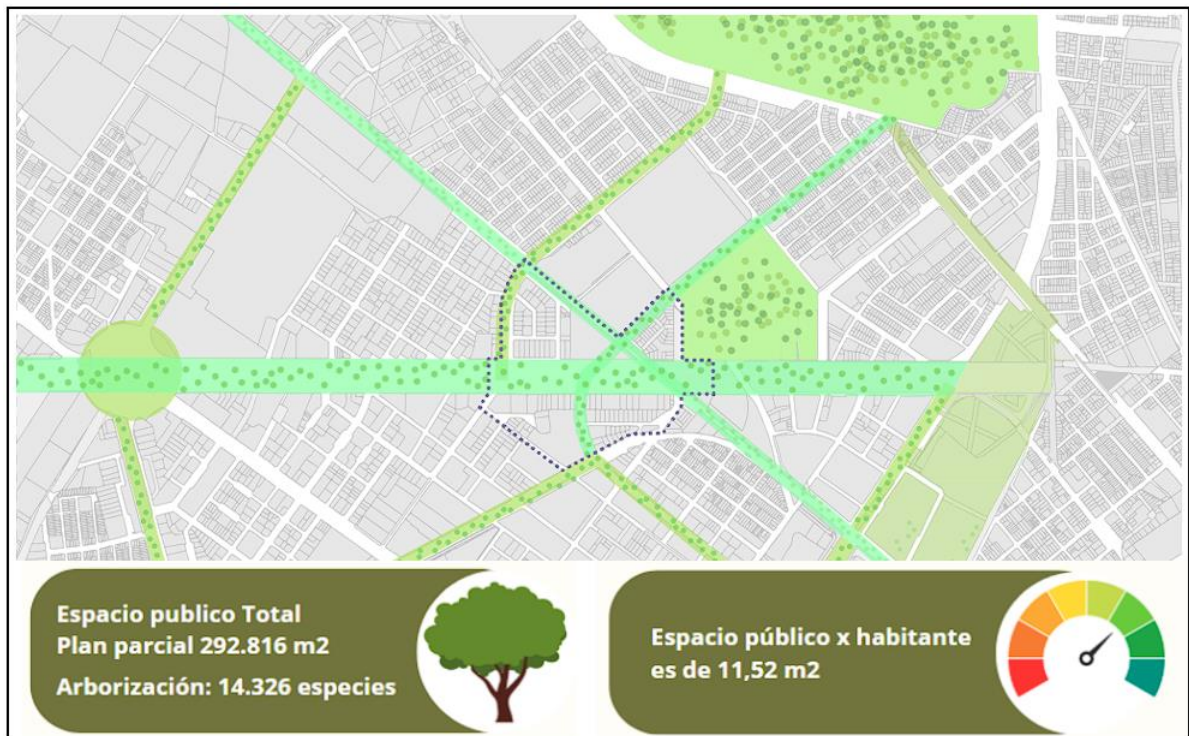 Espacio publico Total
Plan parcial 292.816 m2
Arborización: 14.326 especies
Espacio público x habitante
es de 11,52 m2